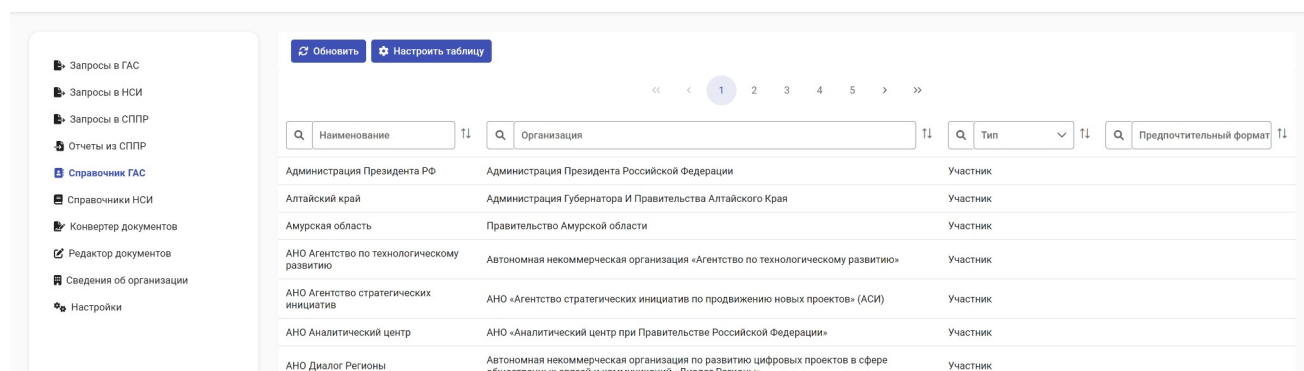 Запросы в ГАС
Запросы в НСИ
Запросы в СППР
Отчеты из СППР
Справочник ГАС
Справочники НСИ
Конвертер документов
Редактор документов
Сведения об организации
Настройки
Обновить Настроить таблицу
<< < 1 2 3 4 5 > >>
Наименование Организация Тип Предпочтительный формат
Администрация Президента РФ Администрация Президента Российской Федерации Участник
Алтайский край Администрация Губернатора И Правительства Алтайского Края Участник
Амурская область Правительство Амурской области Участник
АНО Агентство по технологическому
развитию
Автономная некоммерческая организация «Агентство по технологическому развитию» Участник
АНО Агентство стратегических
инициатив
АНО «Агентство стратегических инициатив по продвижению новых проектов» (АСИ) Участник
АНО Аналитический центр АНО «Аналитический центр при Правительстве Российской Федерации» Участник
АНО Диалог Регионы
Автономная некоммерческая организация по развитию цифровых проектов в сфере
Участник